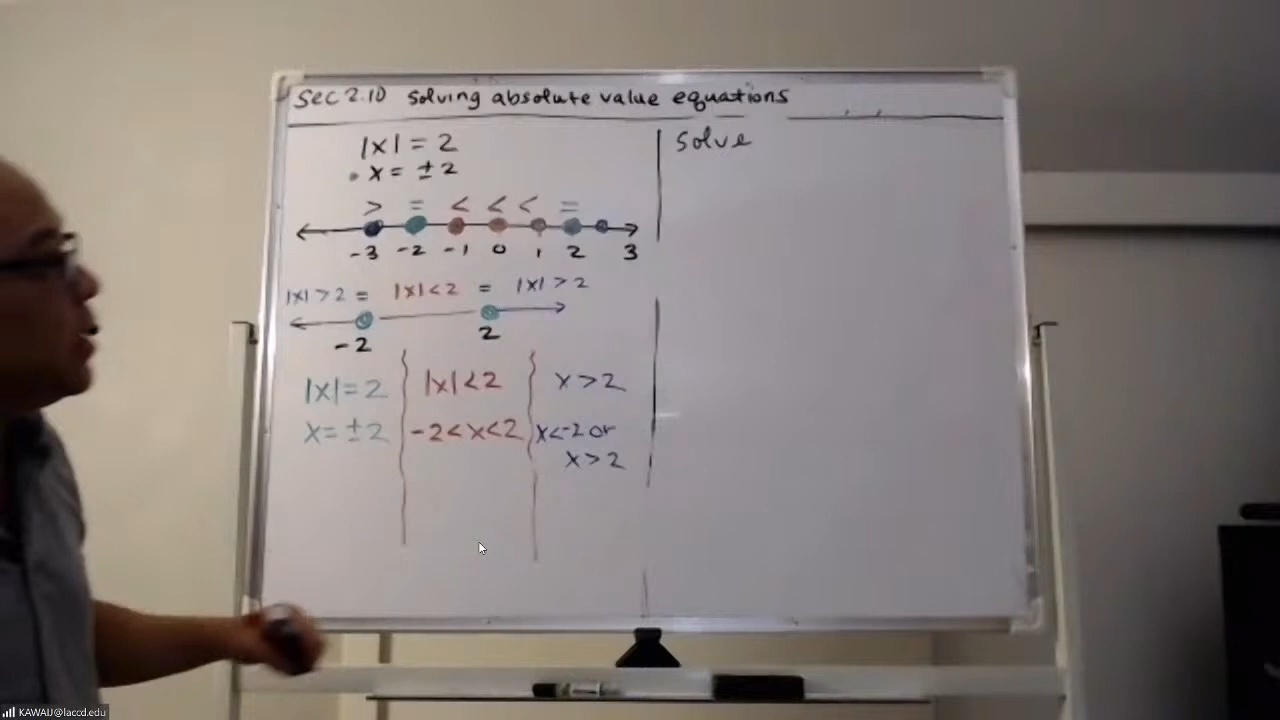 Sec 2.10 Solving absolute value equations
|x| = 2
• x = ±2
> = < < < =
-3 -2 -1 0 1 2 3
|x| > 2 = |x| < 2 = |x| > 2
-2 2
|x| = 2
x = ±2
|x| < 2
-2 < x < 2
x > 2
x < -2 or
x > 2
Solve
KAWAIJ@laccd.edu